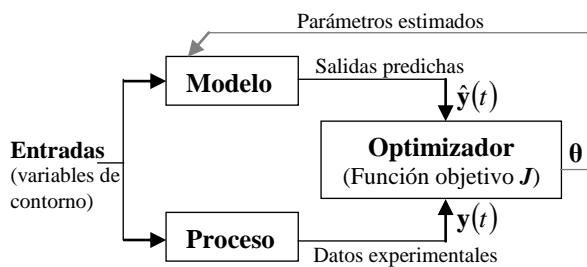 Parámetros estimados
Modelo
Salidas predichas
ŷ(t)
Entradas
(variables de
contorno)
Optimizador
(Función objetivo J)
θ
y(t)
Proceso
Datos experimentales